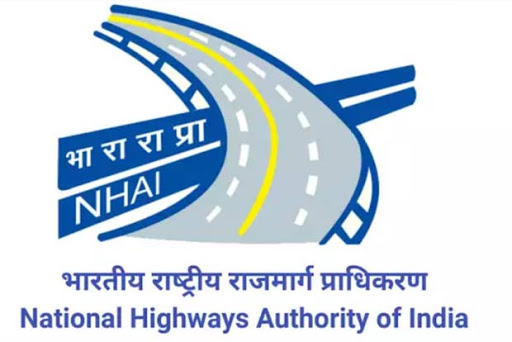 भा रा रा प्रा
NHAI
भारतीय राष्ट्रीय राजमार्ग प्राधिकरण
National Highways Authority of India